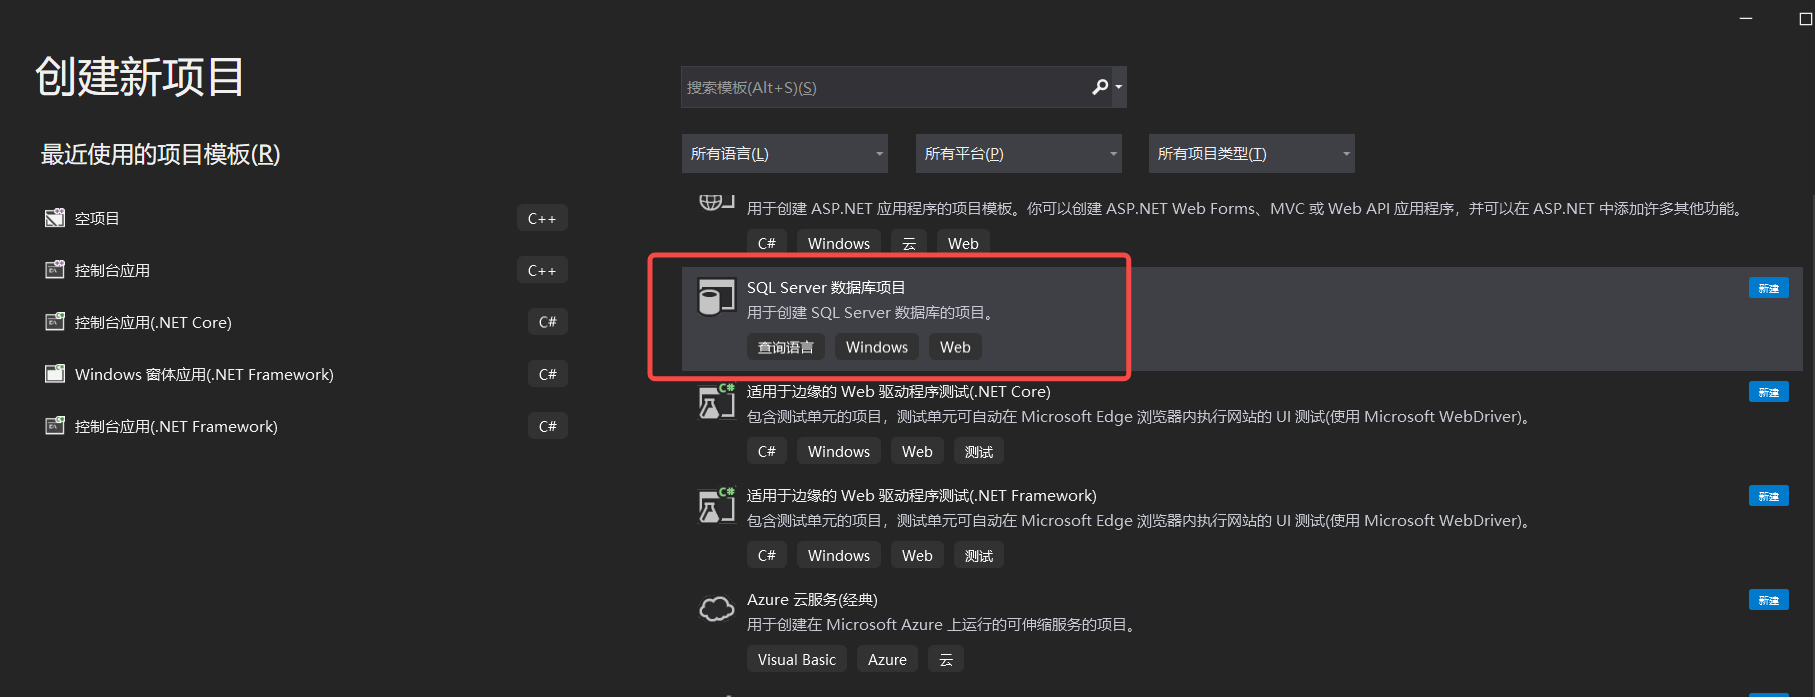 创建新项目
搜索模板(Alt+S)(S)
最近使用的项目模板(R)
所有语言(L)
所有平台(P)
所有项目类型(T)
空项目
C++
控制台应用
C++
控制台应用(.NET Core)
C#
Windows 窗体应用(.NET Framework)
C#
控制台应用(.NET Framework)
C#
用于创建 ASP.NET 应用程序的项目模板。你可以创建 ASP.NET Web Forms、MVC 或 Web API 应用程序，并可以在 ASP.NET 中添加许多其他功能。
C# Windows 云 Web
SQL Server 数据库项目
新建
用于创建 SQL Server 数据库的项目。
查询语言 Windows Web
适用于边缘的 Web 驱动程序测试(.NET Core)
新建
包含测试单元的项目，测试单元可自动在 Microsoft Edge 浏览器内执行网站的 UI 测试(使用 Microsoft WebDriver)。
C# Windows Web 测试
适用于边缘的 Web 驱动程序测试(.NET Framework)
新建
包含测试单元的项目，测试单元可自动在 Microsoft Edge 浏览器内执行网站的 UI 测试(使用 Microsoft WebDriver)。
C# Windows Web 测试
Azure 云服务(经典)
新建
用于创建在 Microsoft Azure 上运行的可伸缩服务的项目。
Visual Basic Azure 云